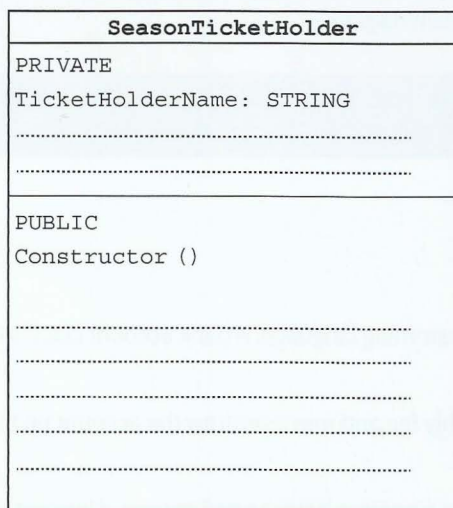 SeasonTicketHolder
PRIVATE
TicketHolderName: STRING
PUBLIC
Constructor ()